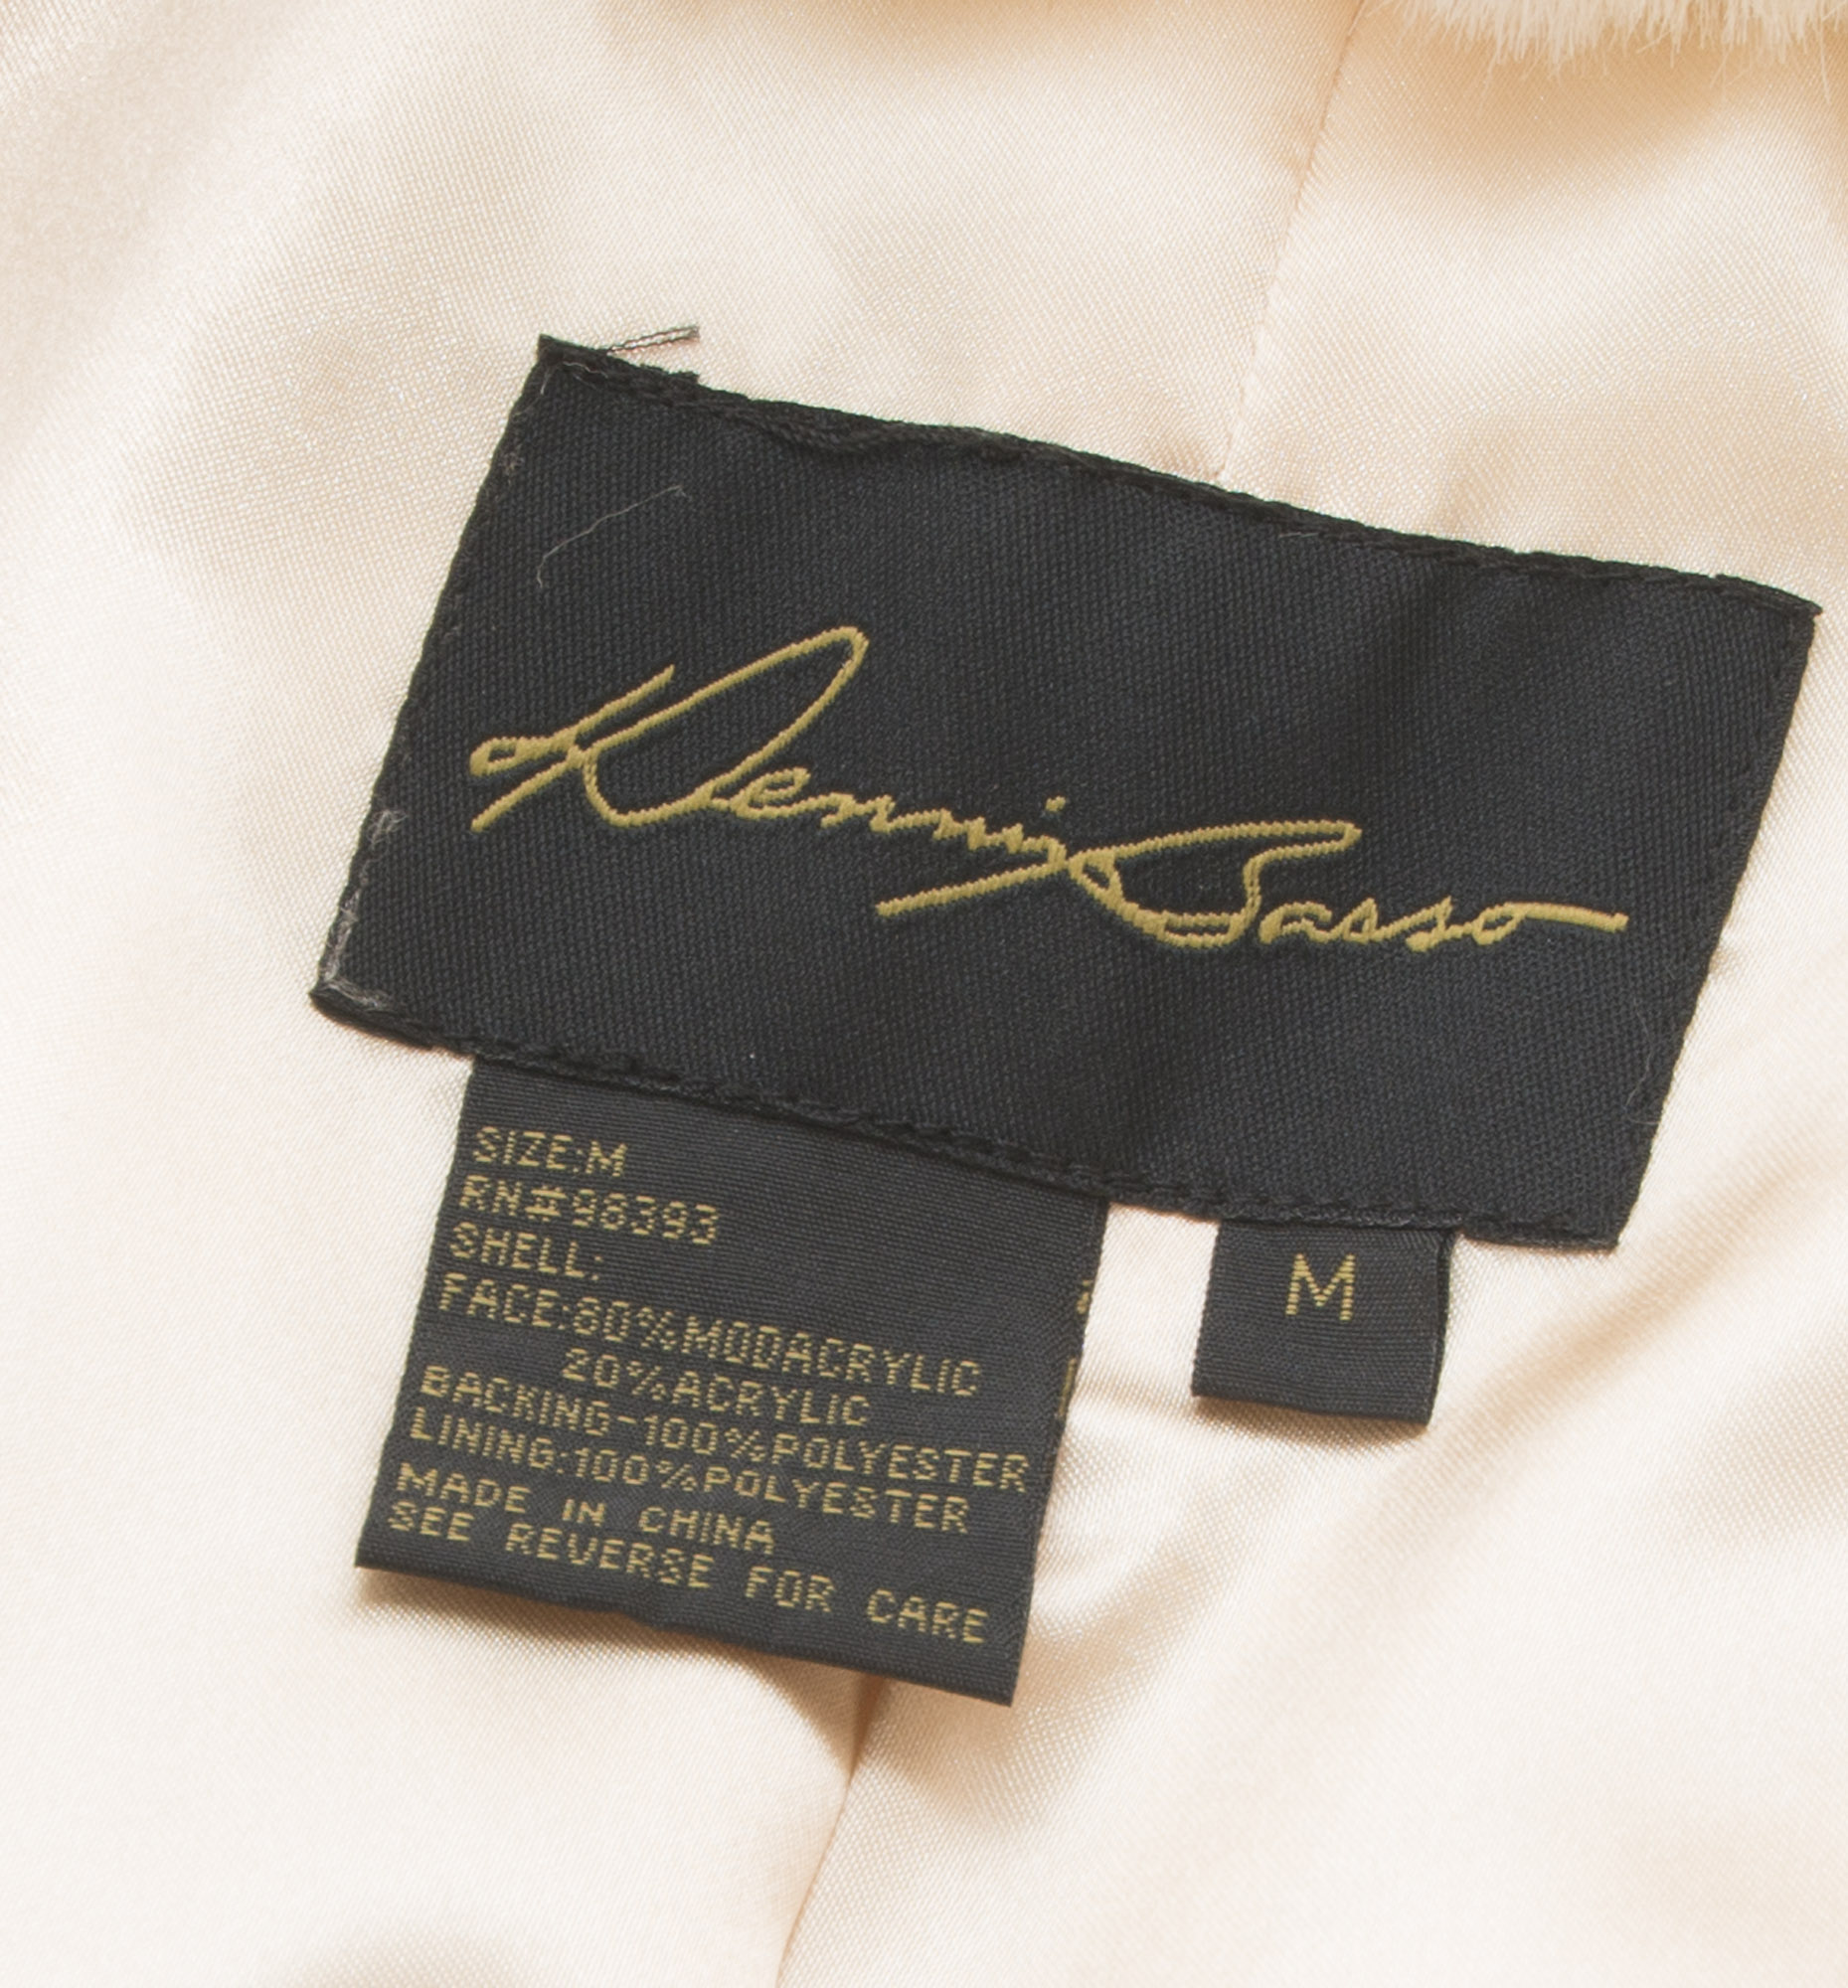 Dennis Basso
SIZE:M
RN#96393
SHELL:
FACE:80%MODACRYLIC
20%ACRYLIC
BACKING-100%POLYESTER
LINING:100%POLYESTER
MADE IN CHINA
SEE REVERSE FOR CARE
M